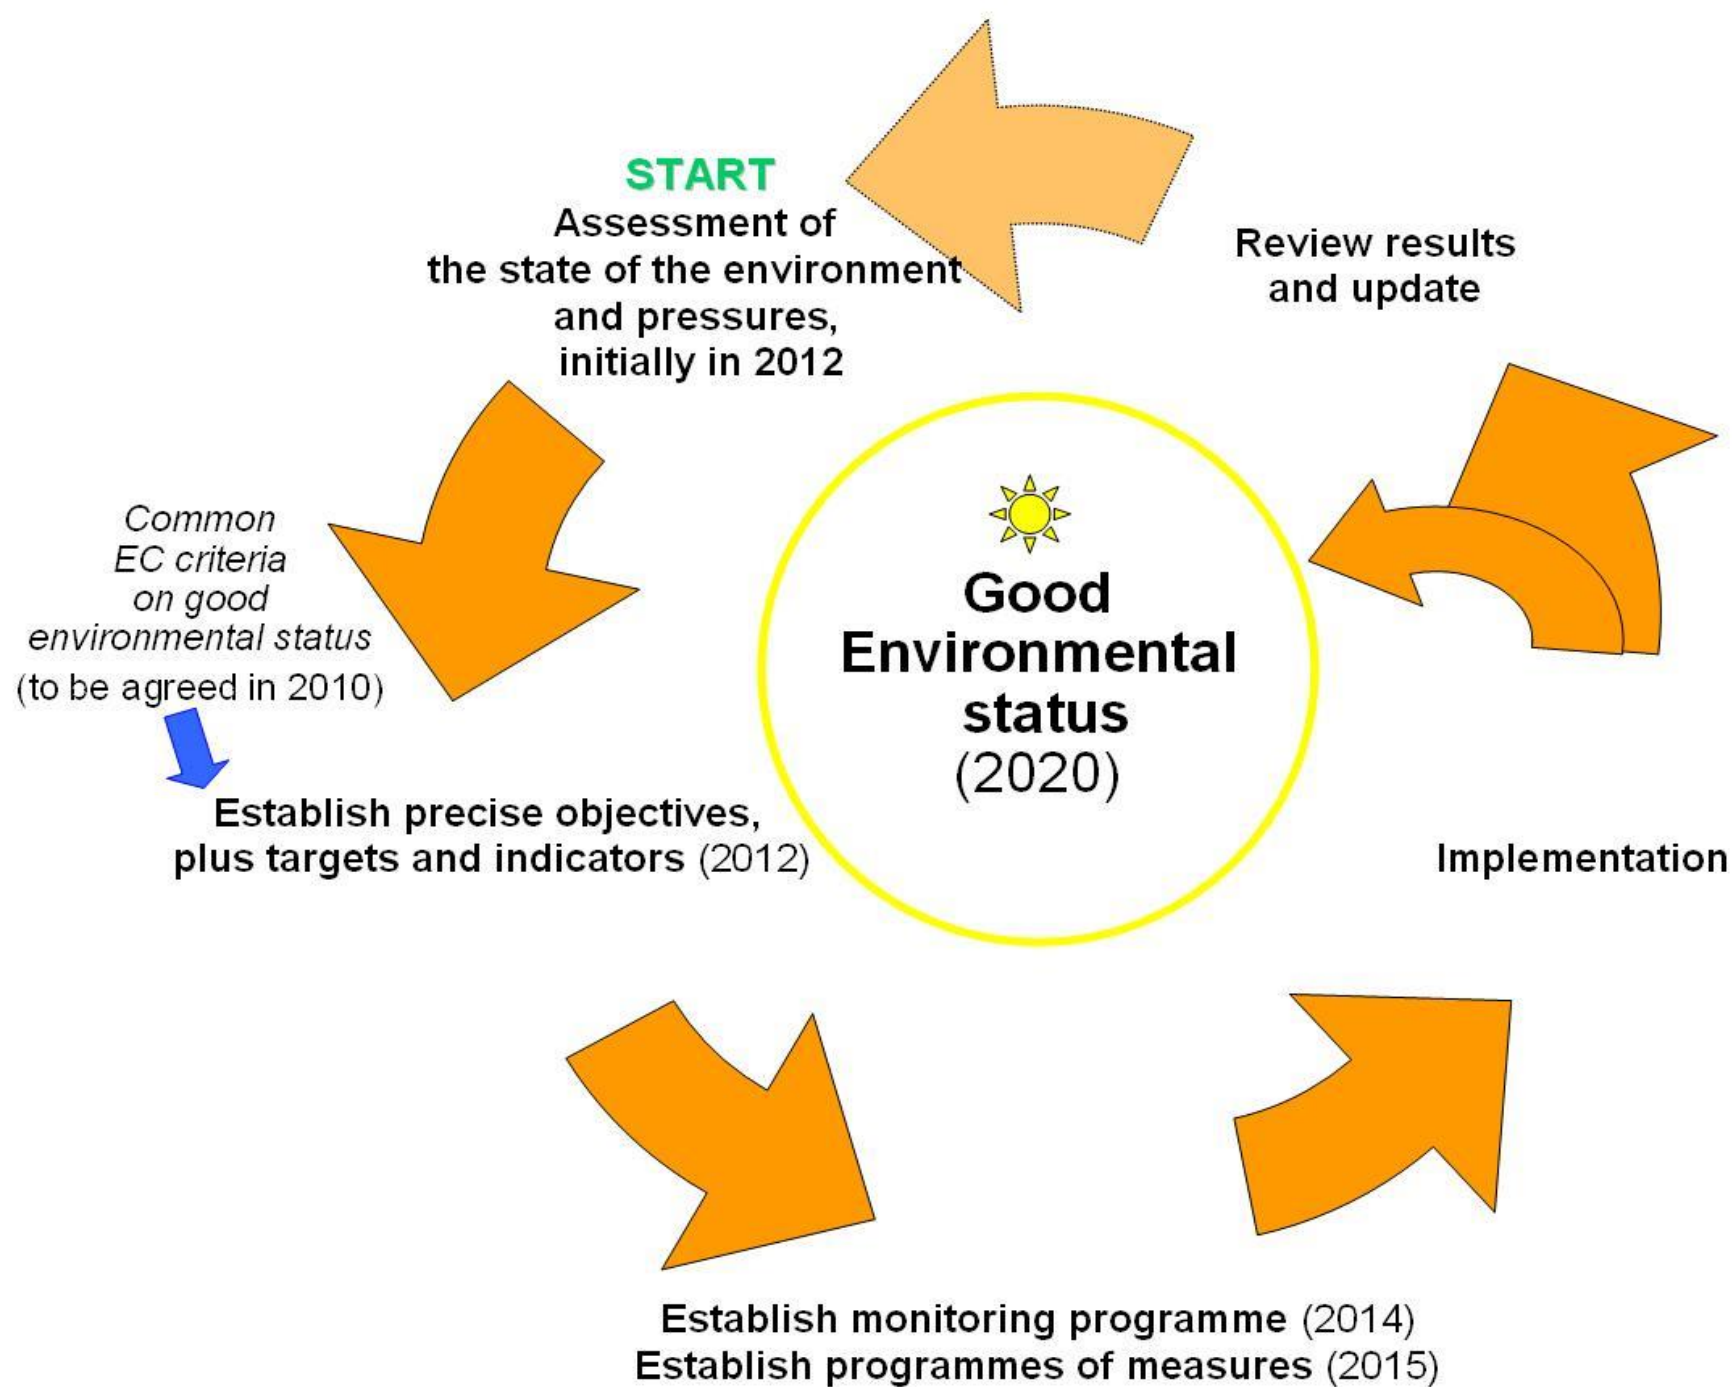 START
Assessment of
the state of the environment
and pressures,
initially in 2012
Review results
and update
Common
EC criteria
on good
environmental status
(to be agreed in 2010)
Good
Environmental
status
(2020)
Establish precise objectives,
plus targets and indicators (2012)
Implementation
Establish monitoring programme (2014)
Establish programmes of measures (2015)